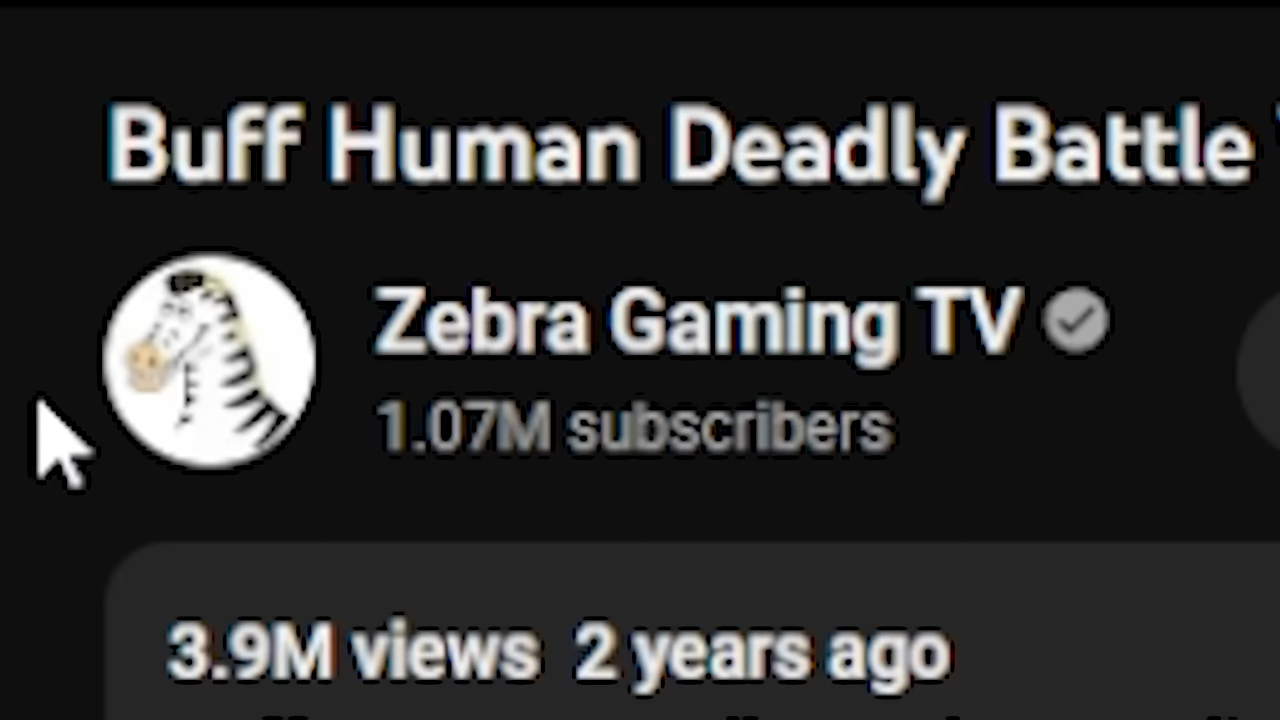 Buff Human Deadly Battle
Zebra Gaming TV
1.07M subscribers
3.9M views 2 years ago